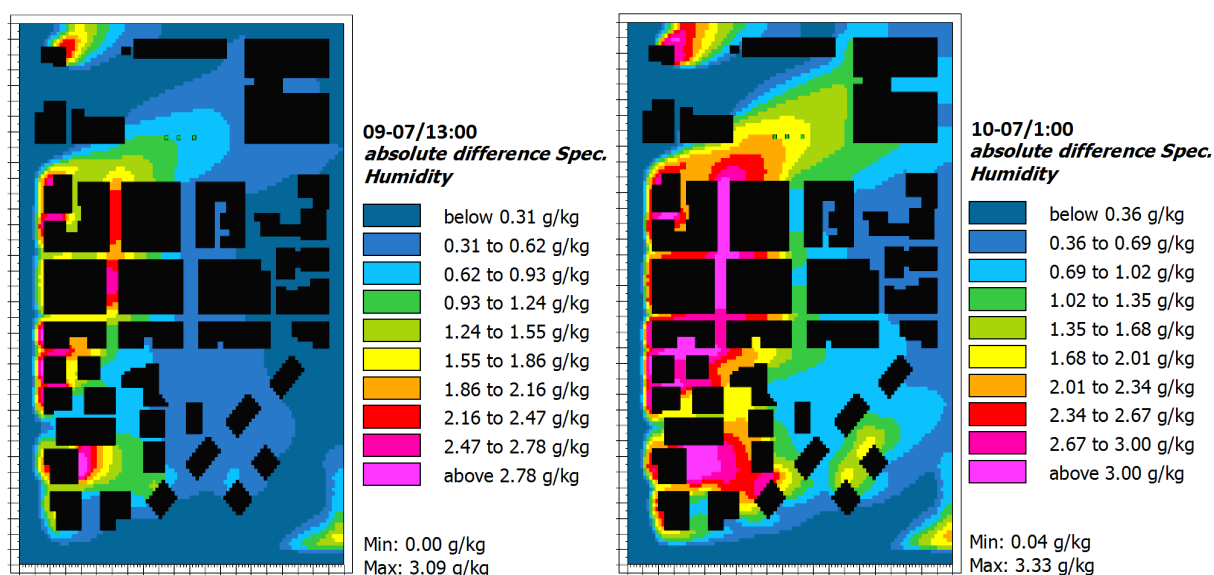 09-07/13:00
absolute difference Spec.
Humidity
below 0.31 g/kg
0.31 to 0.62 g/kg
0.62 to 0.93 g/kg
0.93 to 1.24 g/kg
1.24 to 1.55 g/kg
1.55 to 1.86 g/kg
1.86 to 2.16 g/kg
2.16 to 2.47 g/kg
2.47 to 2.78 g/kg
above 2.78 g/kg
Min: 0.00 g/kg
Max: 3.09 g/kg
10-07/1:00
absolute difference Spec.
Humidity
below 0.36 g/kg
0.36 to 0.69 g/kg
0.69 to 1.02 g/kg
1.02 to 1.35 g/kg
1.35 to 1.68 g/kg
1.68 to 2.01 g/kg
2.01 to 2.34 g/kg
2.34 to 2.67 g/kg
2.67 to 3.00 g/kg
above 3.00 g/kg
Min: 0.04 g/kg
Max: 3.33 g/kg